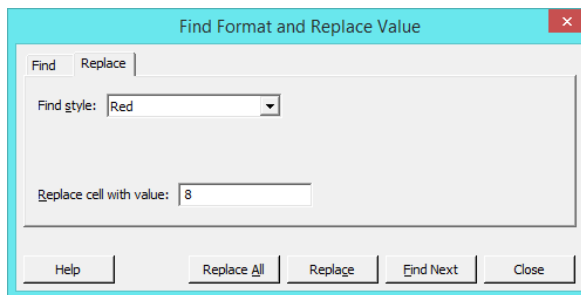 Find Format and Replace Value
x
Find Replace
Find style: Red
Replace cell with value: 8
Help Replace All Replace Find Next Close